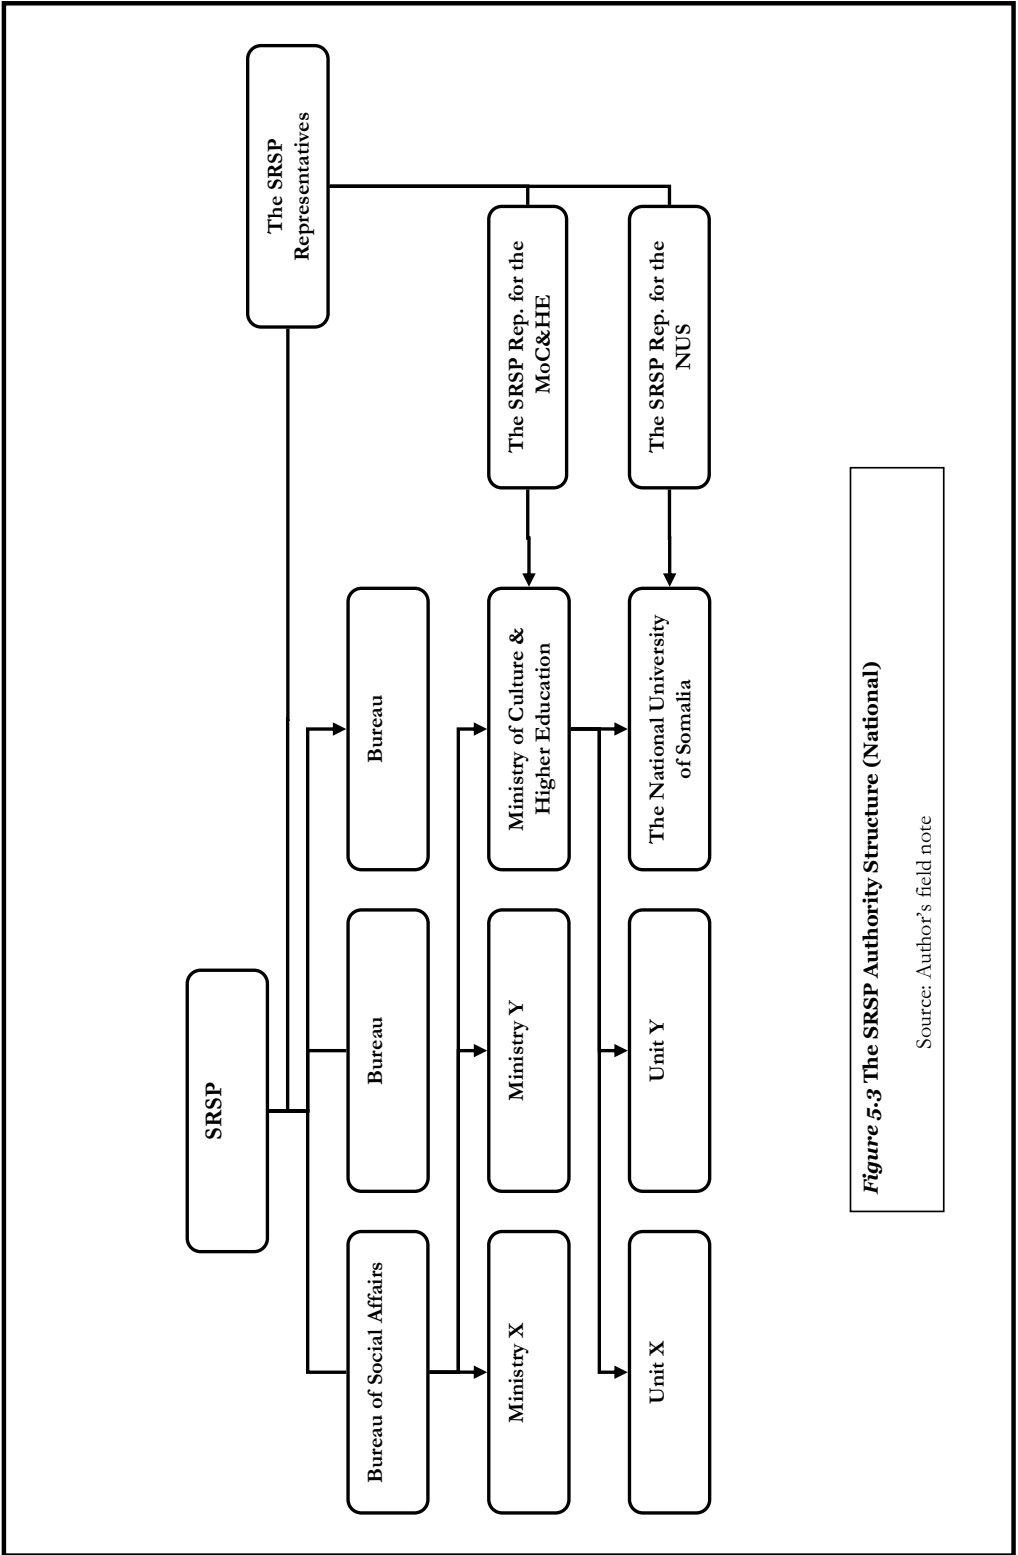 SRSP
The SRSP
Representatives
Bureau of Social Affairs
Bureau
Bureau
Ministry X
Ministry Y
Ministry of Culture &
Higher Education
The SRSP Rep. for the
MoC&HE
Unit X
Unit Y
The National University
of Somalia
The SRSP Rep. for the
NUS
Figure 5.3 The SRSP Authority Structure (National)
Source: Author's field note